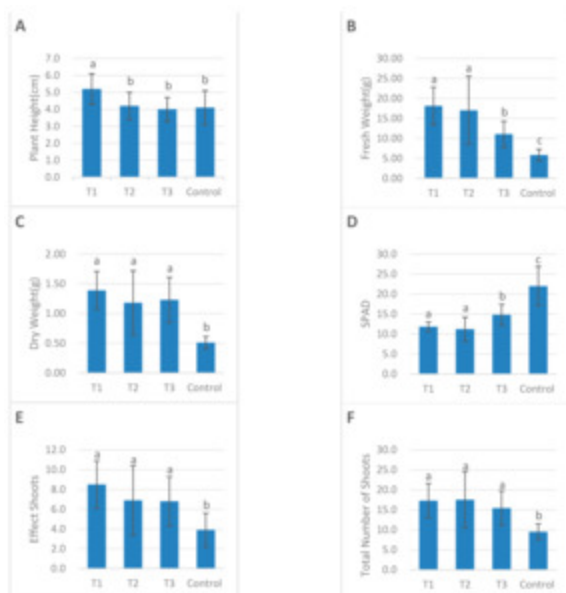 A
Plant Height(cm)
7.0
6.0
5.0
4.0
3.0
2.0
1.0
0.0
a
b
b
b
T1
T2
T3
Control
B
Fresh Weight(g)
30.00
25.00
20.00
15.00
10.00
5.00
0.00
a
a
b
c
T1
T2
T3
Control
C
Dry Weight(g)
2.00
1.50
1.00
0.50
0.00
a
a
a
b
T1
T2
T3
Control
D
SPAD
30.0
25.0
20.0
15.0
10.0
5.0
0.0
a
a
b
c
T1
T2
T3
Control
E
Effect Shoots
12.0
10.0
8.0
6.0
4.0
2.0
0.0
a
a
a
b
T1
T2
T3
Control
F
Total Number of Shoots
30.0
25.0
20.0
15.0
10.0
5.0
0.0
a
a
a
b
T1
T2
T3
Control